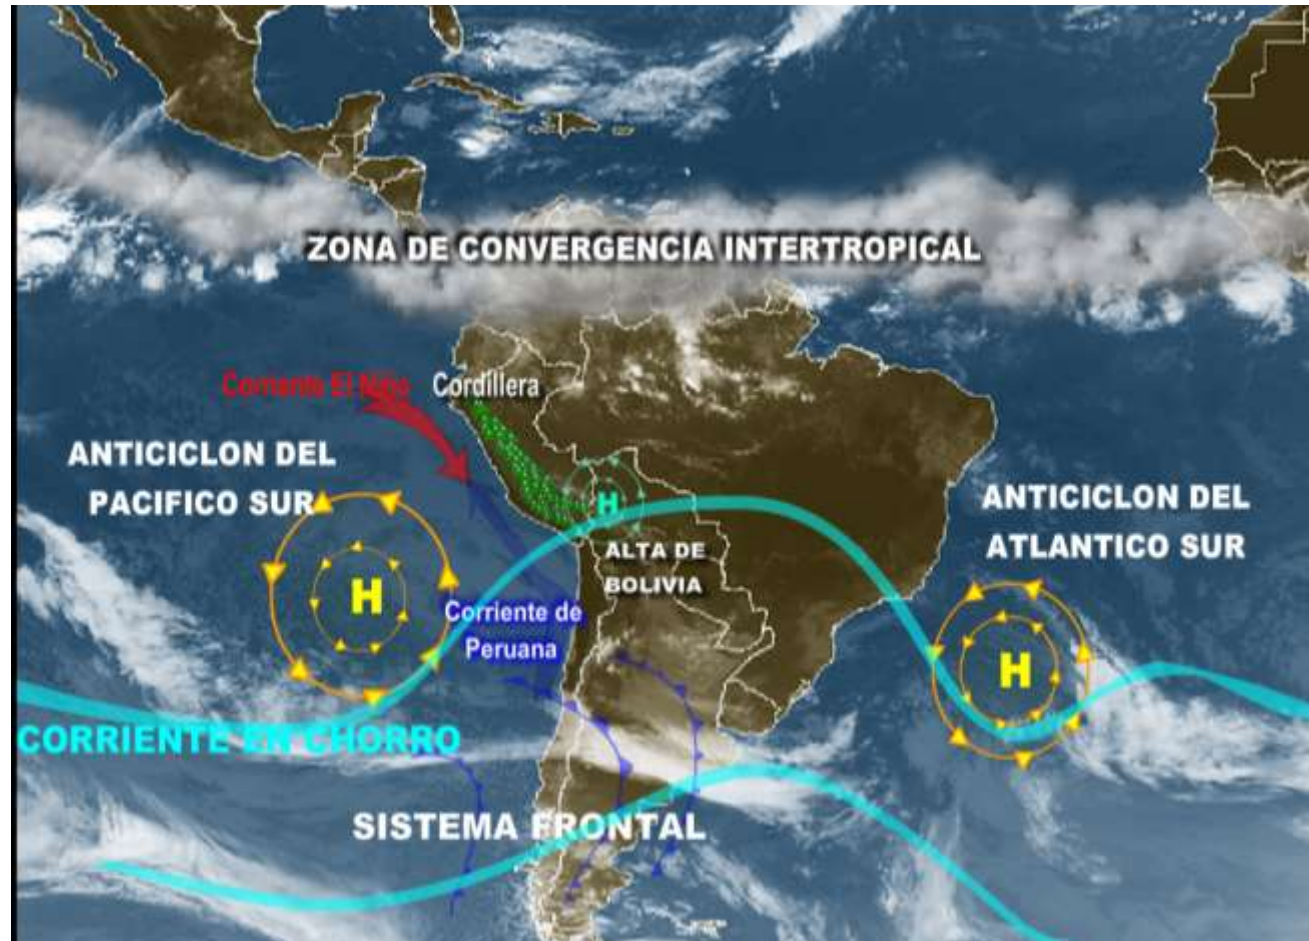 ZONA DE CONVERGENCIA INTERTROPICAL
Corriente El Niño
Cordillera
ANTICICLON DEL
PACIFICO SUR
H
H
ALTA DE
BOLIVIA
ANTICICLON DEL
ATLANTICO SUR
H
Corriente de
Peruana
CORRIENTE EN CHORRO
SISTEMA FRONTAL